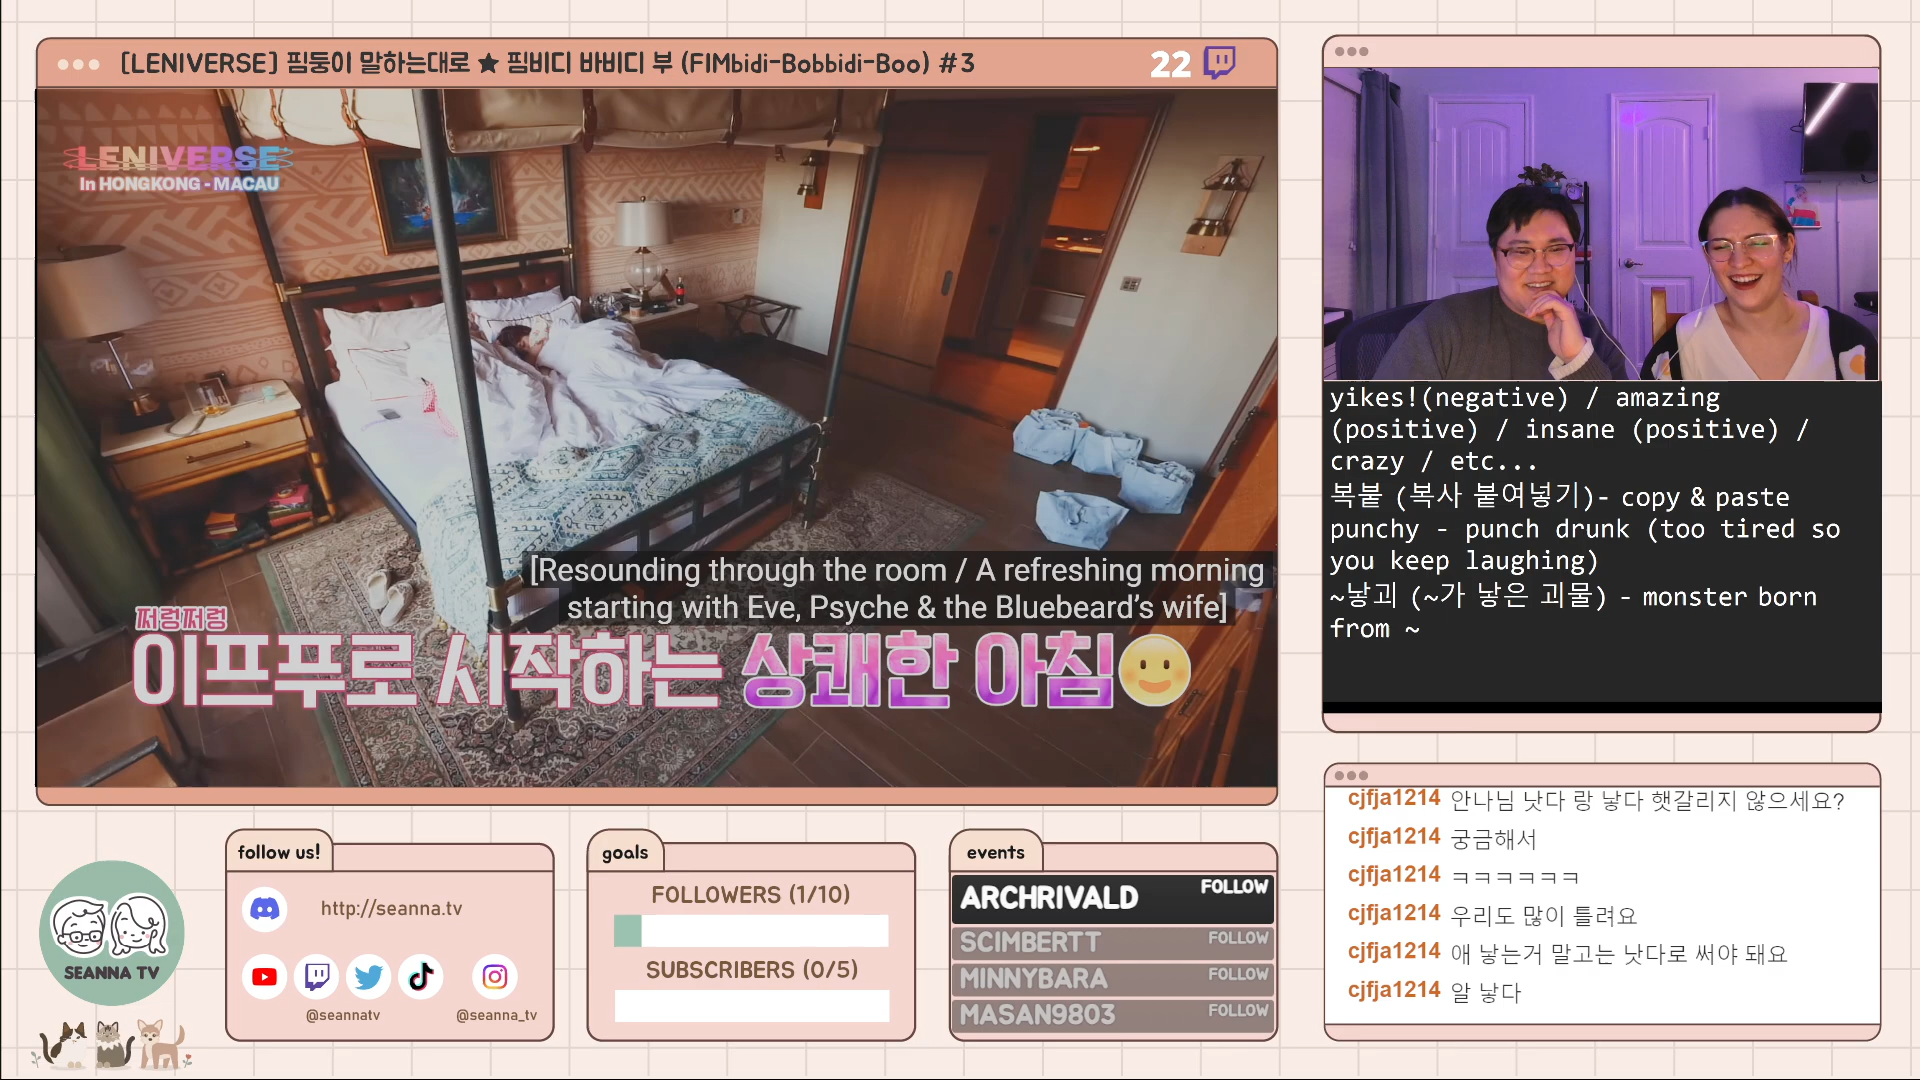 [LENIVERSE] 핌둥이 말하는대로 ★ 핌비디 바비디 부 (FIMbidi-Bobbidi-Boo) #3
22
LENIVERSE
In HONGKONG - MACAU
[Resounding through the room / A refreshing morning
starting with Eve, Psyche & the Bluebeard's wife]
쩌렁쩌렁
이프푸로 시작하는 상쾌한 아침
yikes!(negative) / amazing
(positive) / insane (positive) /
crazy / etc...
복붙 (복사 붙여넣기)- copy & paste
punchy - punch drunk (too tired so
you keep laughing)
~낳괴 (~가 낳은 괴물) - monster born
from ~
cjfja1214 안나님 낫다 랑 낳다 햇갈리지 않으세요?
cjfja1214 궁금해서
cjfja1214 ㅋㅋㅋㅋㅋㅋ
cjfja1214 우리도 많이 틀려요
cjfja1214 애 낳는거 말고는 낫다로 써야 돼요
cjfja1214 알 낳다
SEANNA TV
follow us!
http://seanna.tv
@seannatv
@seanna_tv
goals
FOLLOWERS (1/10)
SUBSCRIBERS (0/5)
events
ARCHRIVALD FOLLOW
SCIMBERTT FOLLOW
MINNYBARA FOLLOW
MASAN9803 FOLLOW